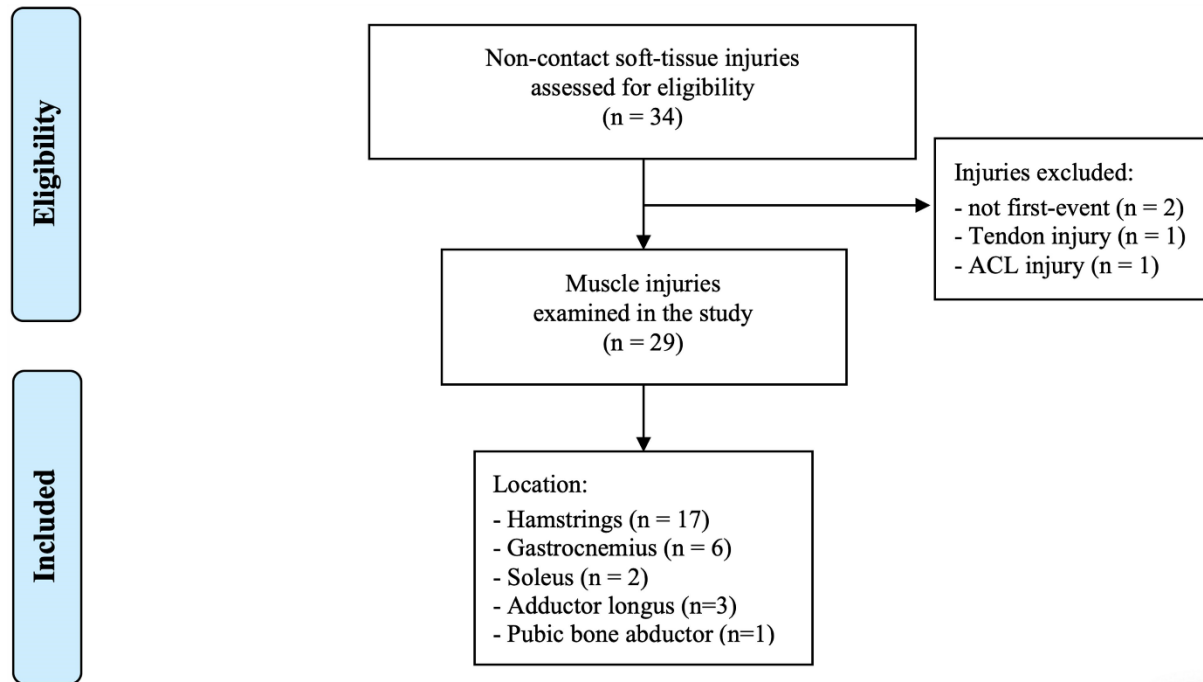 Eligibility
Non-contact soft-tissue injuries
assessed for eligibility
(n = 34)
Injuries excluded:
- not first-event (n = 2)
- Tendon injury (n = 1)
- ACL injury (n = 1)
Muscle injuries
examined in the study
(n = 29)
Included
Location:
- Hamstrings (n = 17)
- Gastrocnemius (n = 6)
- Soleus (n = 2)
- Adductor longus (n=3)
- Pubic bone abductor (n=1)